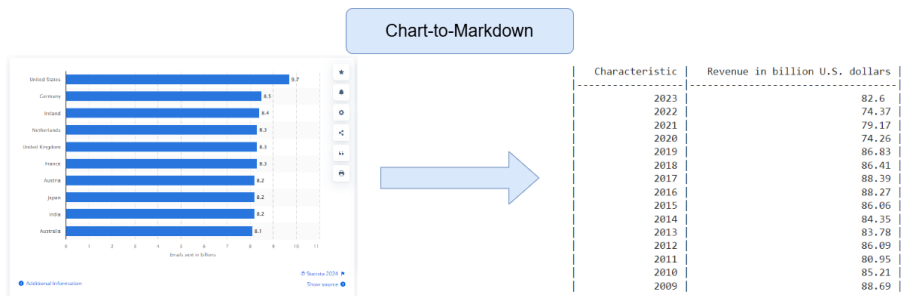 Chart-to-Markdown
United States 9.7
Germany 8.5
Ireland 8.4
Netherlands 8.3
United Kingdom 8.3
France 8.3
Austria 8.2
Japan 8.2
India 8.2
Australia 8.1
0 1 2 3 4 5 6 7 8 9 10 11
Emails sent in billions
© Statista 2024
Additional Information
Show source
| Characteristic | Revenue in billion U.S. dollars |
|-----------------|--------------------------------|
| 2023 | 82.6 |
| 2022 | 74.37 |
| 2021 | 79.17 |
| 2020 | 74.26 |
| 2019 | 86.83 |
| 2018 | 86.41 |
| 2017 | 88.39 |
| 2016 | 88.27 |
| 2015 | 86.06 |
| 2014 | 84.35 |
| 2013 | 83.78 |
| 2012 | 86.09 |
| 2011 | 80.95 |
| 2010 | 85.21 |
| 2009 | 88.69 |